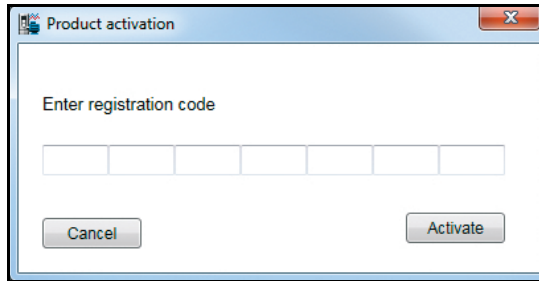 Product activation
Enter registration code
Cancel
Activate